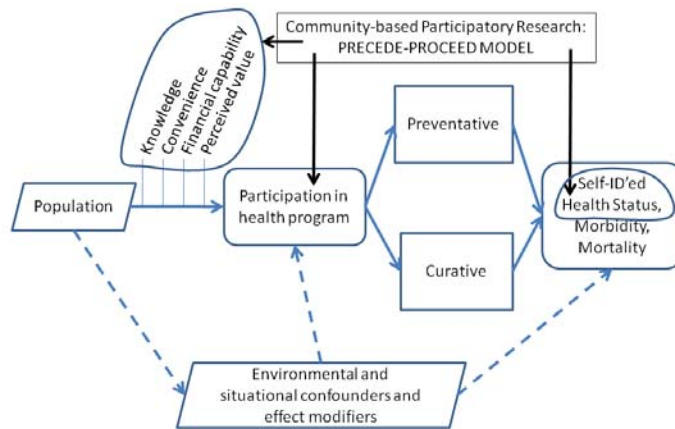 Community-based Participatory Research:
PRECEDE-PROCEED MODEL
Knowledge
Convenience
Financial capability
Perceived value
Population
Participation in
health program
Preventative
Curative
Self-ID'ed
Health Status,
Morbidity,
Mortality
Environmental and
situational confounders and
effect modifiers